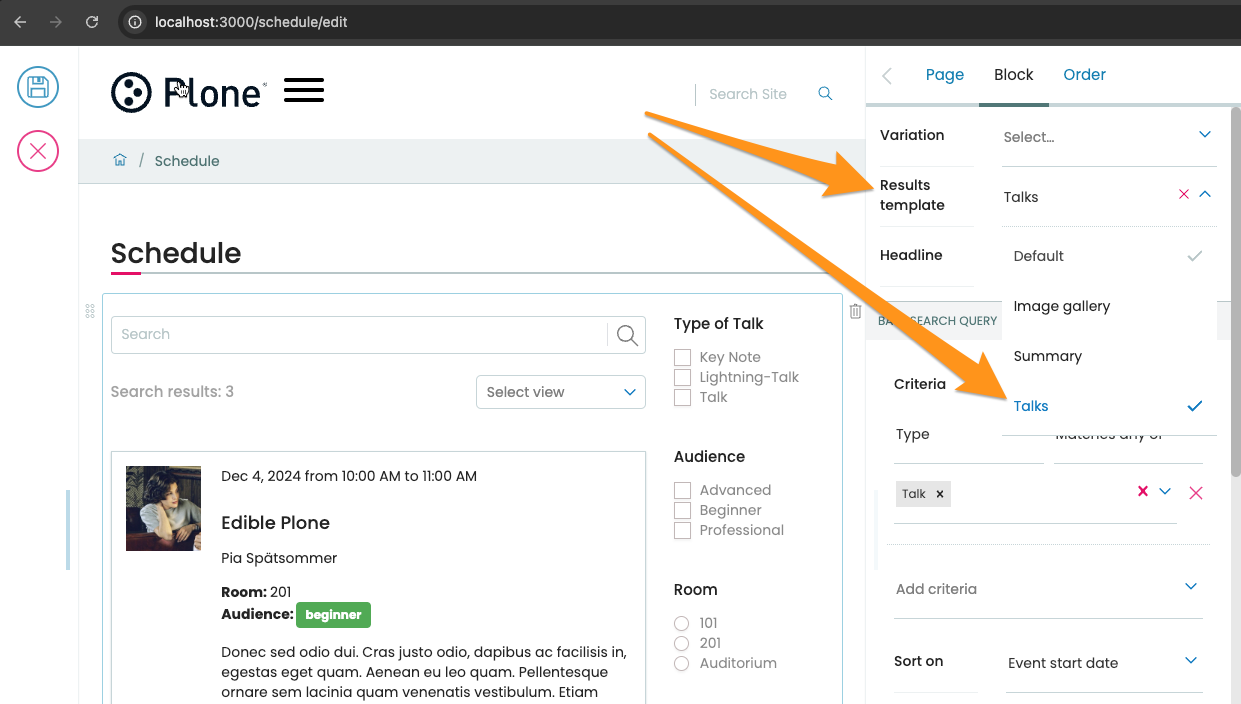 localhost:3000/schedule/edit
Plone
Search Site
/ Schedule
Schedule
Search
Search results: 3
Select view
Type of Talk
Key Note
Lightning-Talk
Talk
Audience
Advanced
Beginner
Professional
Room
101
201
Auditorium
Dec 4, 2024 from 10:00 AM to 11:00 AM
Edible Plone
Pia Spätsommer
Room: 201
Audience: beginner
Donec sed odio dui. Cras justo odio, dapibus ac facilisis in,
egestas eget quam. Aenean eu leo quam. Pellentesque
ornare sem lacinia quam venenatis vestibulum. Etiam
Page Block Order
Variation
Select...
Results
template
Talks
Headline
Default
Image gallery
Summary
Talks
SEARCH QUERY
Criteria
Type
Matches any of
Talk
Add criteria
Sort on
Event start date